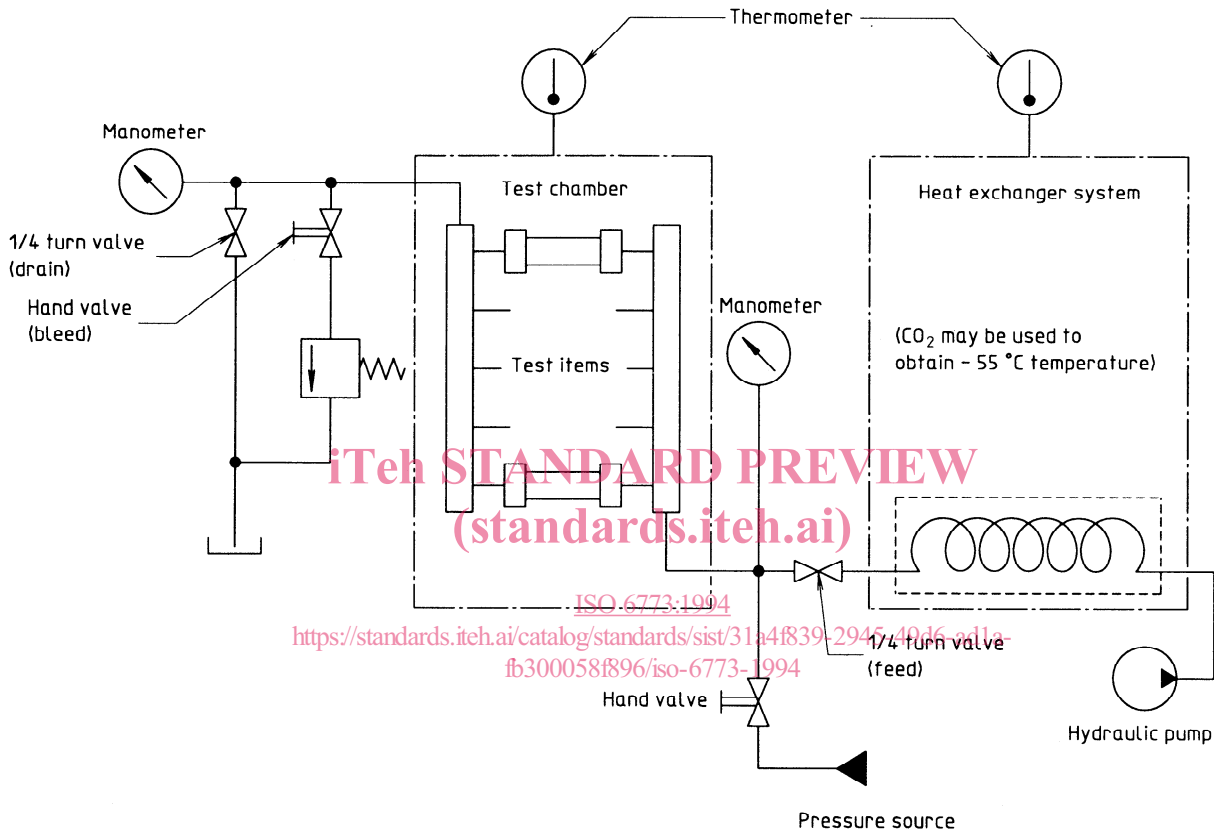 Thermometer
Manometer
Test chamber
Heat exchanger system
1/4 turn valve
(drain)
Hand valve
(bleed)
Manometer
(CO₂ may be used to
obtain - 55 °C temperature)
Test items
iTeh STANDARD PREVIEW
(standards.iteh.ai)
ISO 6773:1994
https://standards.iteh.ai/catalog/standards/sist/31a4f839-2945-49d6-ad1a-
fb300058f896/iso-6773-1994
1/4 turn valve
(feed)
Hand valve
Hydraulic pump
Pressure source